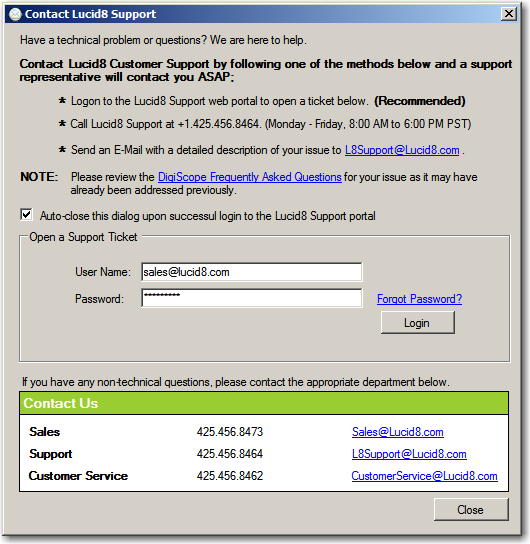 Contact Lucid8 Support
Have a technical problem or questions? We are here to help.
Contact Lucid8 Customer Support by following one of the methods below and a support
representative will contact you ASAP;
* Logon to the Lucid8 Support web portal to open a ticket below. (Recommended)
* Call Lucid8 Support at +1.425.456.8464. (Monday - Friday, 8:00 AM to 6:00 PM PST)
* Send an E-Mail with a detailed description of your issue to L8Support@Lucid8.com .
NOTE: Please review the DigiScope Frequently Asked Questions for your issue as it may have
already been addressed previously.
Auto-close this dialog upon successul login to the Lucid8 Support portal
Open a Support Ticket
User Name: sales@lucid8.com
Password: *********
Forgot Password?
Login
If you have any non-technical questions, please contact the appropriate department below.
Contact Us
Sales 425.456.8473 Sales@Lucid8.com
Support 425.456.8464 L8Support@Lucid8.com
Customer Service 425.456.8462 CustomerService@Lucid8.com
Close